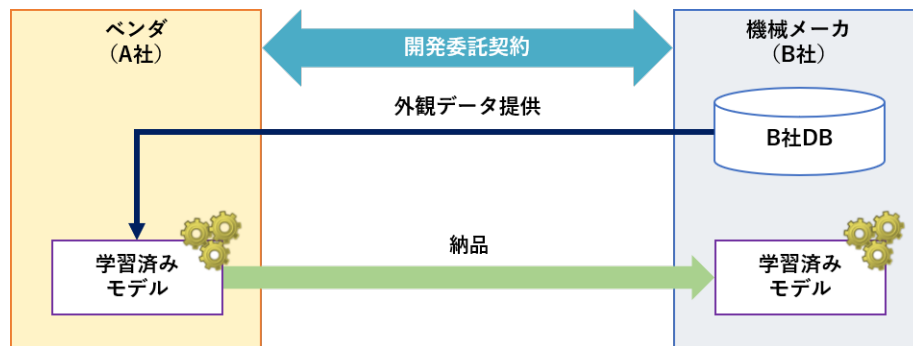 ベンダ
（A社）
開発委託契約
機械メーカ
（B社）
外観データ提供
B社DB
学習済み
モデル
納品
学習済み
モデル